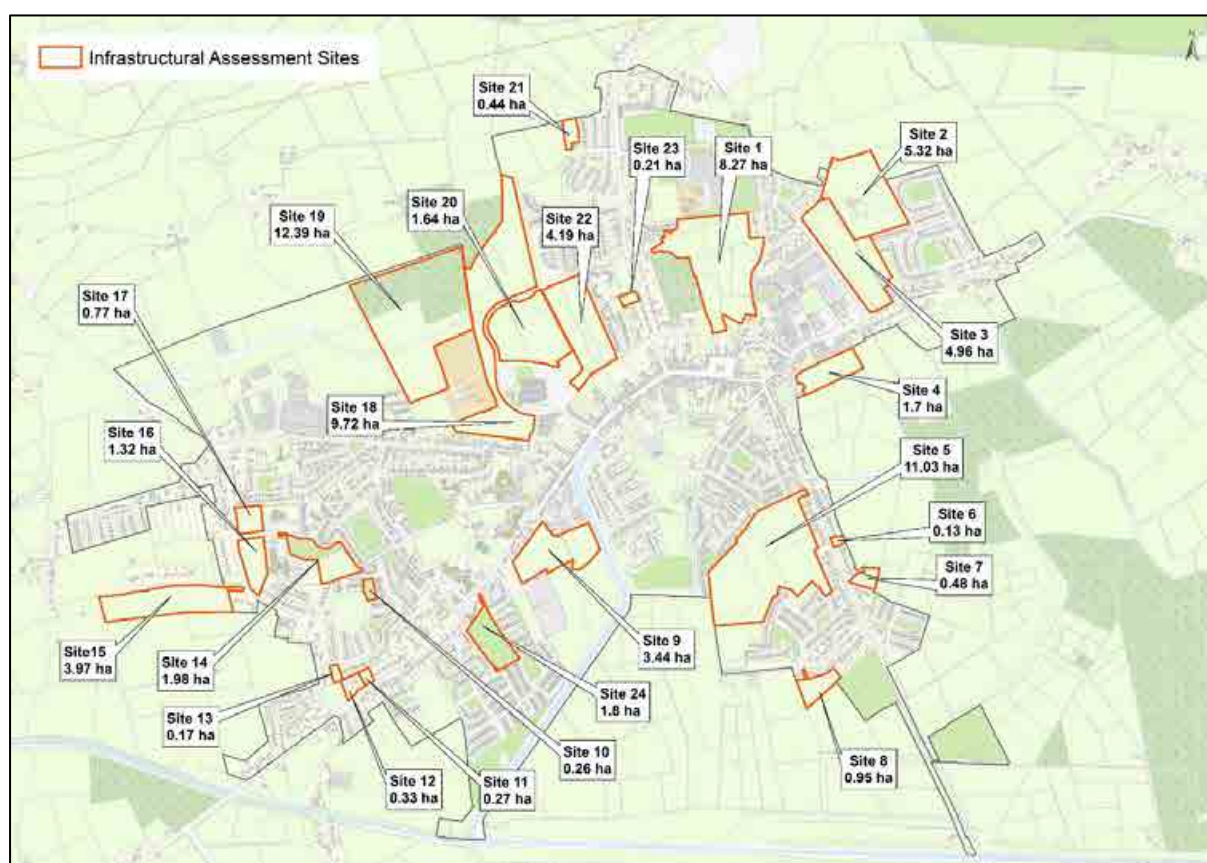 Infrastructural Assessment Sites
N
Site 21
0.44 ha
Site 23
0.21 ha
Site 1
8.27 ha
Site 2
5.32 ha
Site 20
1.64 ha
Site 22
4.19 ha
Site 19
12.39 ha
Site 17
0.77 ha
Site 3
4.96 ha
Site 4
1.7 ha
Site 18
9.72 ha
Site 16
1.32 ha
Site 5
11.03 ha
Site 6
0.13 ha
Site 7
0.48 ha
Site15
3.97 ha
Site 14
1.98 ha
Site 9
3.44 ha
Site 24
1.8 ha
Site 13
0.17 ha
Site 12
0.33 ha
Site 11
0.27 ha
Site 10
0.26 ha
Site 8
0.95 ha